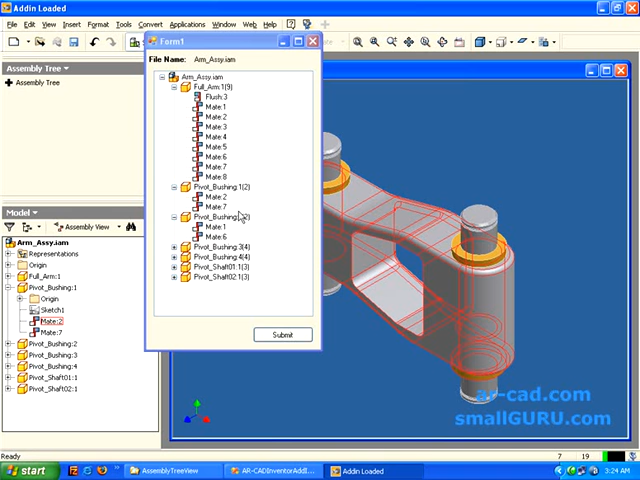 Addin Loaded
File Edit View Insert Format Tools Convert Applications Window Web Help
Assembly Tree
Assembly Tree
Model
Assembly View
Arm_Assy.iam
Representations
Origin
Full_Arm:1
Pivot_Bushing:1
Origin
Sketch1
Mate:2
Mate:7
Pivot_Bushing:2
Pivot_Bushing:3
Pivot_Bushing:4
Pivot_Shaft01:1
Pivot_Shaft02:1
Form1
File Name: Arm_Assy.iam
Arm_Assy.iam
Full_Arm:1(9)
Flush:3
Mate:1
Mate:2
Mate:3
Mate:4
Mate:5
Mate:6
Mate:7
Mate:8
Pivot_Bushing:1(2)
Mate:2
Mate:7
Pivot_Bushing: 2)
Mate:1
Mate:6
Pivot_Bushing:3(4)
Pivot_Bushing:4(4)
Pivot_Shaft01:1(3)
Pivot_Shaft02:1(3)
Submit
ar-cad.com
smallGURU.com
Ready
7 19
start
AssemblyTreeView
AR-CADInventorAddI...
Addin Loaded
3:24 AM